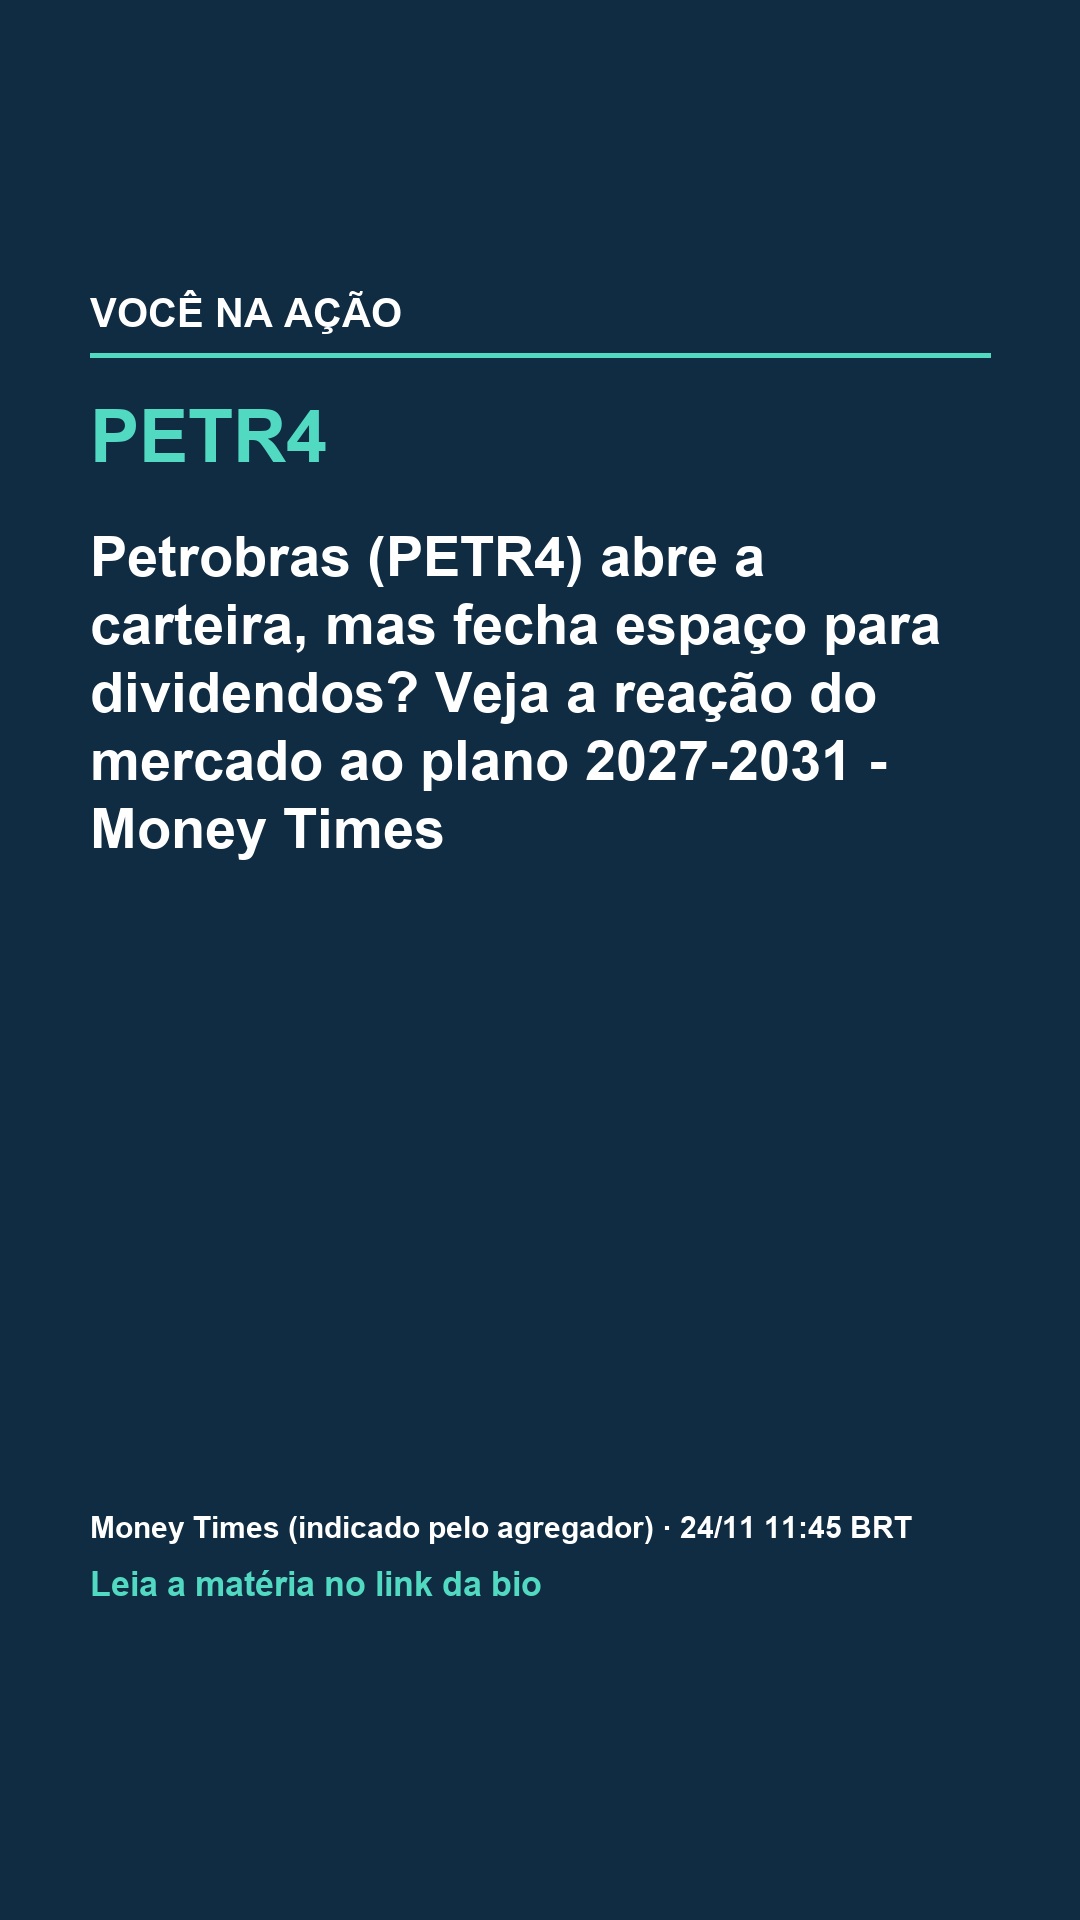 VOCÊ NA AÇÃO
PETR4
Petrobras (PETR4) abre a
carteira, mas fecha espaço para
dividendos? Veja a reação do
mercado ao plano 2027-2031 -
Money Times
Money Times (indicado pelo agregador) · 24/11 11:45 BRT
Leia a matéria no link da bio